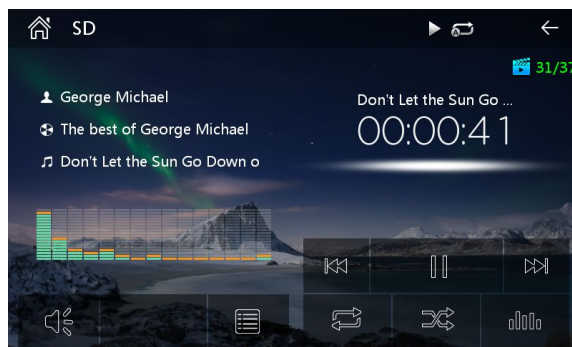 SD
31/37
George Michael
The best of George Michael
Don't Let the Sun Go Down o
Don't Let the Sun Go ...
00:00:41